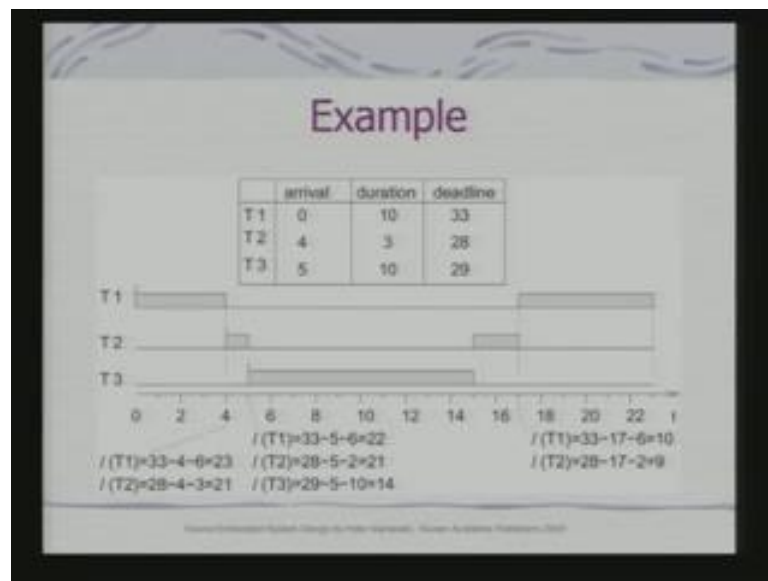 Example
arrival duration deadline
T1 0 10 33
T2 4 3 28
T3 5 10 29
T1
T2
T3
0 2 4 6 8 10 12 14 16 18 20 22 t
l (T1)=33−4−6=23
l (T2)=28−4−3=21
l (T1)=33−5−6=22
l (T2)=28−5−2=21
l (T3)=29−5−10=14
l (T1)=33−17−6=10
l (T2)=28−17−2=9